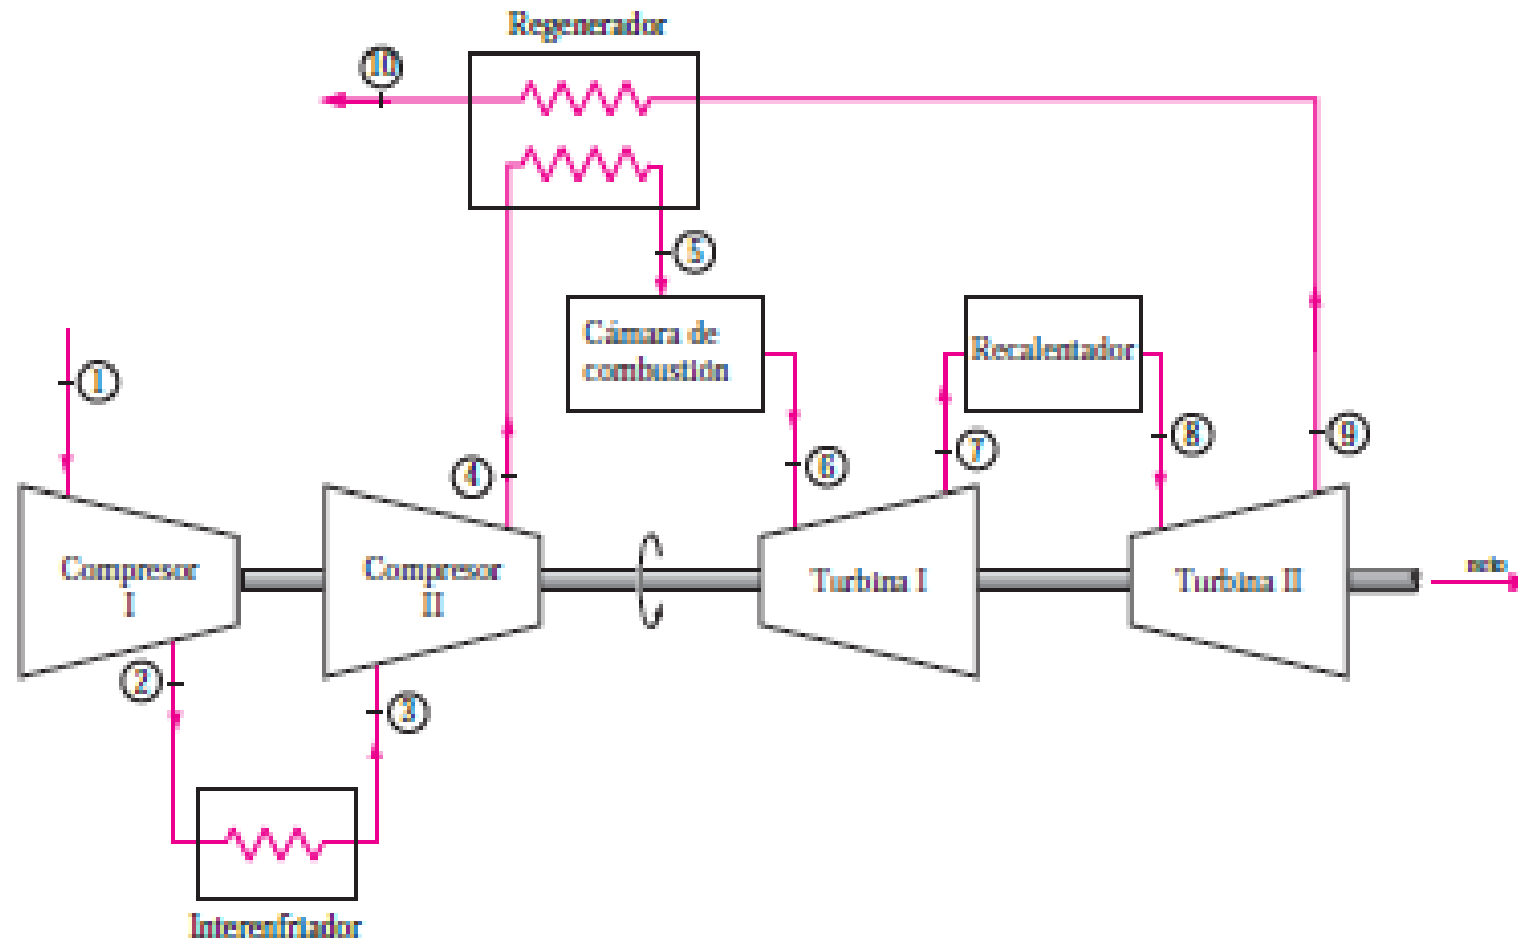 Regenerador
10
5
Cámara de
combustión
Recalentador
1
4
6
7
8
9
Compresor
I
Compresor
II
Turbina I
Turbina II
neto
2
3
Interenfriador